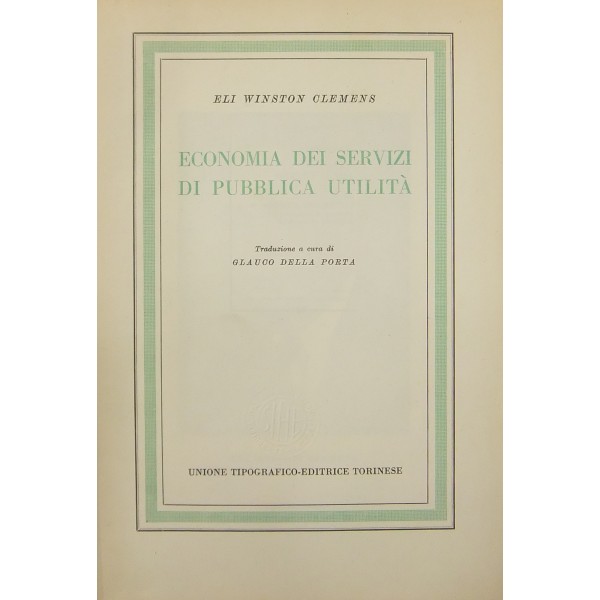 ELI WINSTON CLEMENS
ECONOMIA DEI SERVIZI
DI PUBBLICA UTILITÀ
Traduzione a cura di
GLAUCO DELLA PORTA
UNIONE TIPOGRAFICO-EDITRICE TORINESE